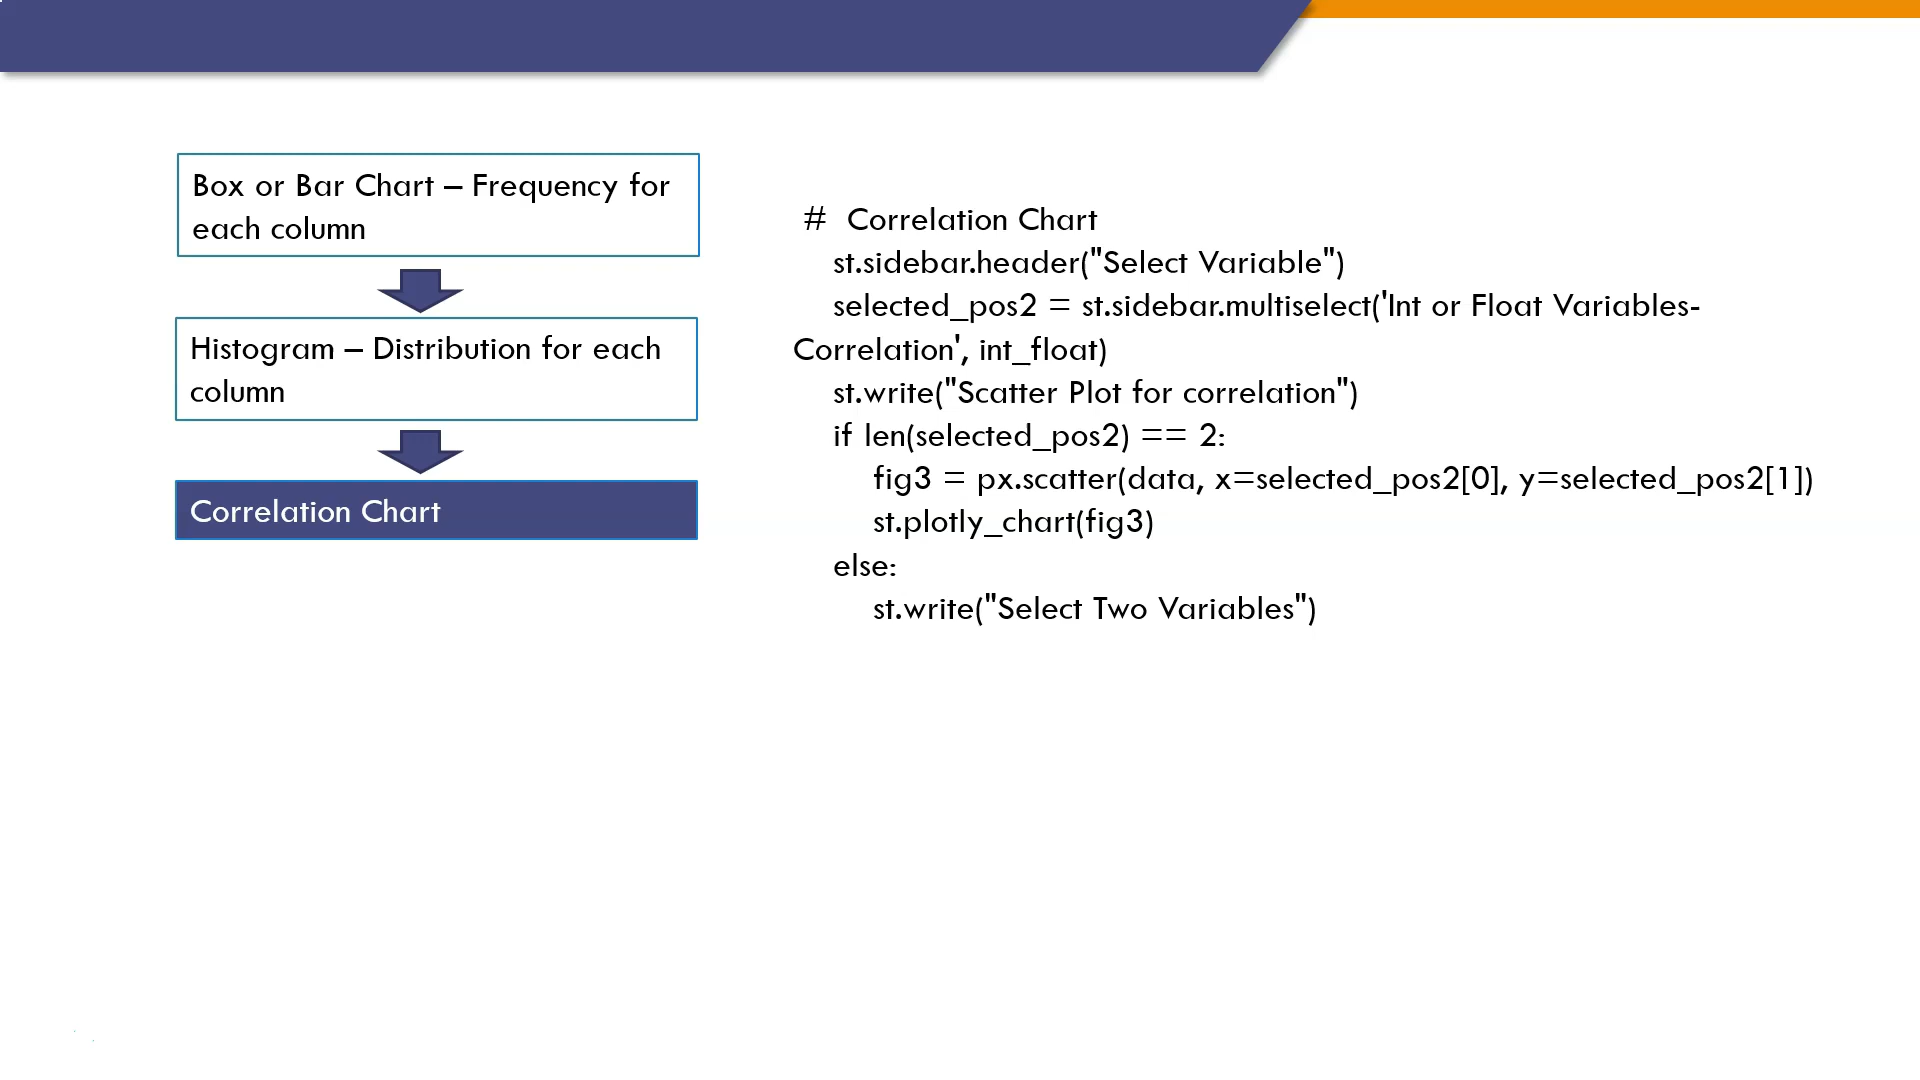 Box or Bar Chart – Frequency for
each column
Histogram – Distribution for each
column
Correlation Chart
# Correlation Chart
st.sidebar.header("Select Variable")
selected_pos2 = st.sidebar.multiselect('Int or Float Variables-
Correlation', int_float)
st.write("Scatter Plot for correlation")
if len(selected_pos2) == 2:
fig3 = px.scatter(data, x=selected_pos2[0], y=selected_pos2[1])
st.plotly_chart(fig3)
else:
st.write("Select Two Variables")